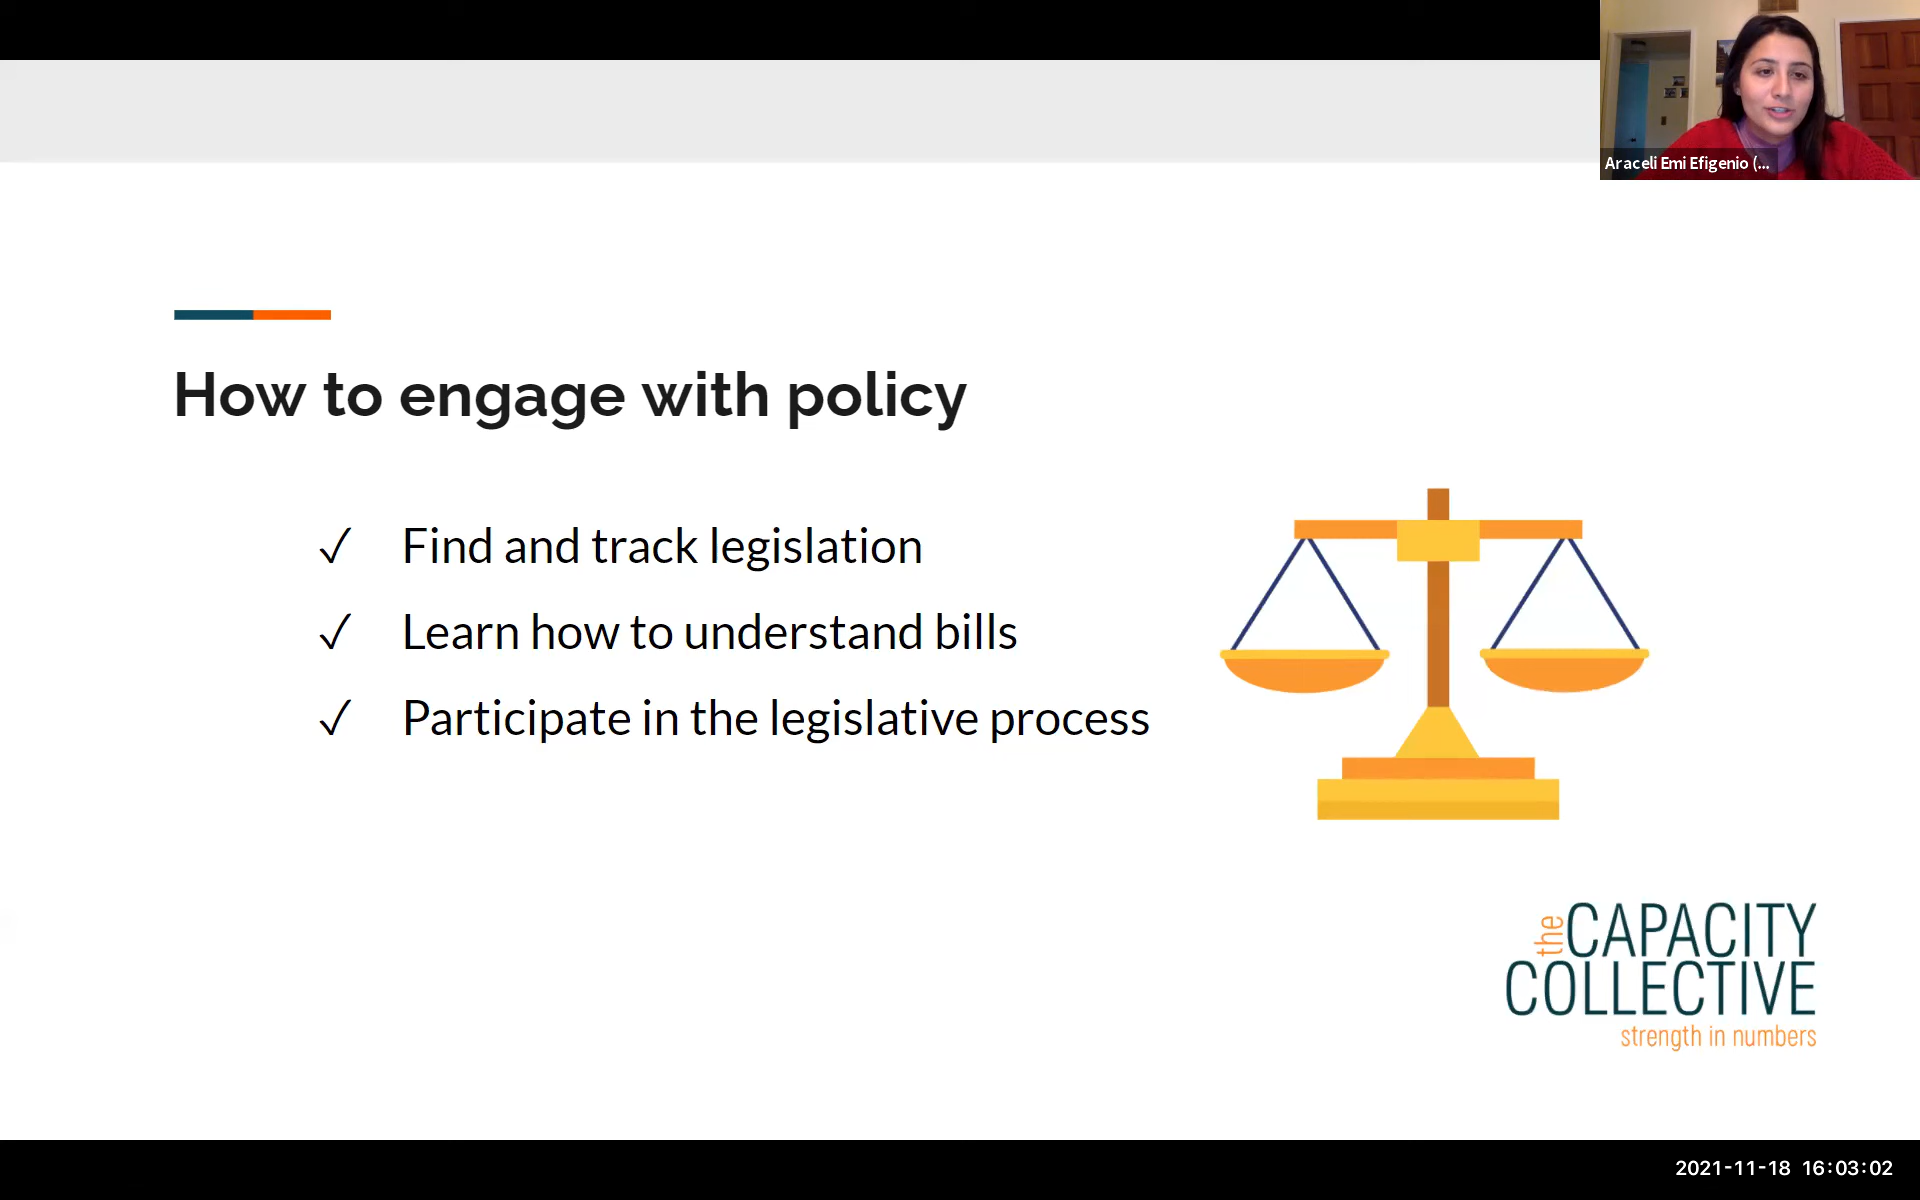 Araceli Emi Efigenio (...
How to engage with policy
✓ Find and track legislation
✓ Learn how to understand bills
✓ Participate in the legislative process
the CAPACITY
COLLECTIVE
strength in numbers
2021-11-18 16:03:02